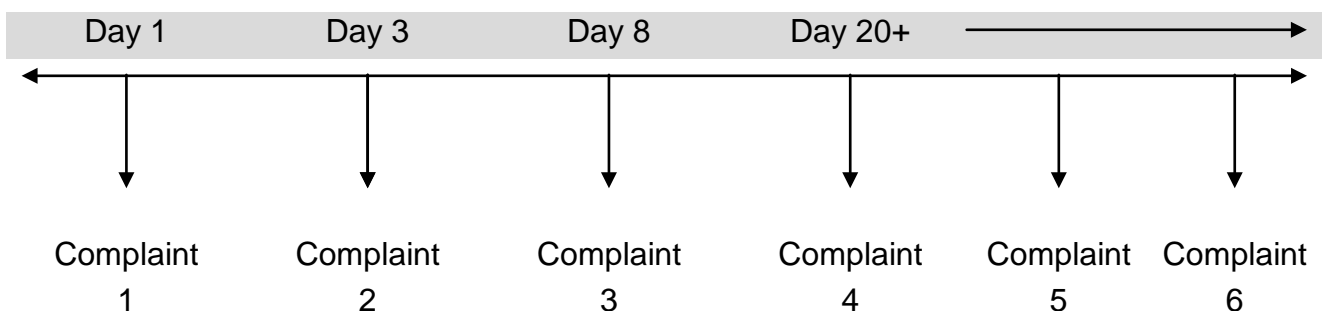 Day 1 Day 3 Day 8 Day 20+
Complaint Complaint Complaint Complaint Complaint Complaint
1 2 3 4 5 6